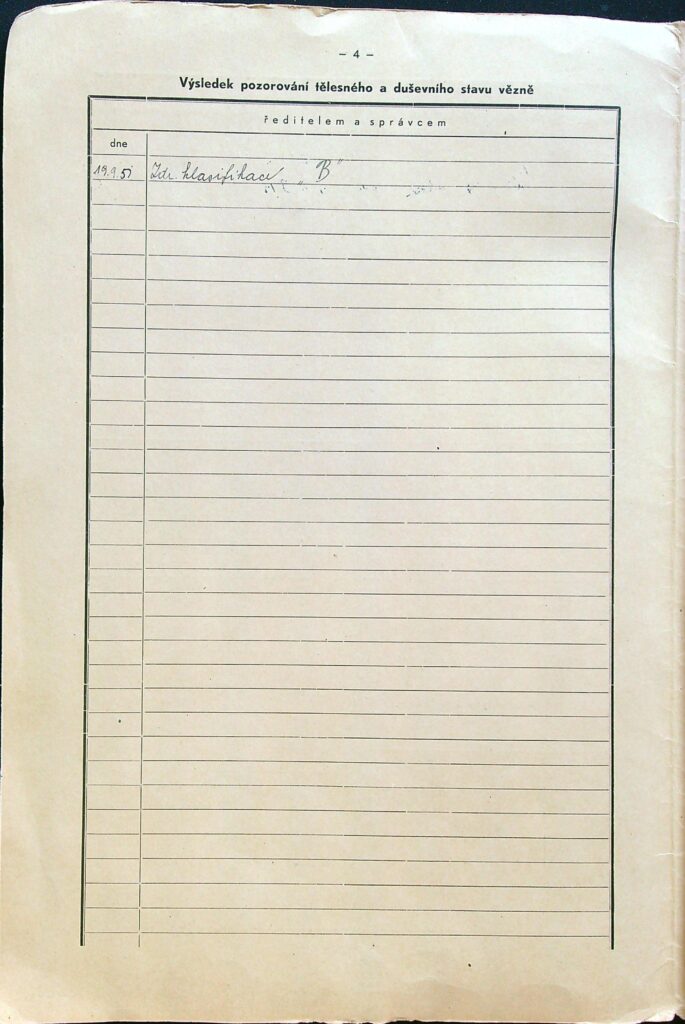 – 4 –
Výsledek pozorování tělesného a duševního stavu vězně
ředitelem a správcem
dne
19.9.51 Zdr. klasifikace „B"